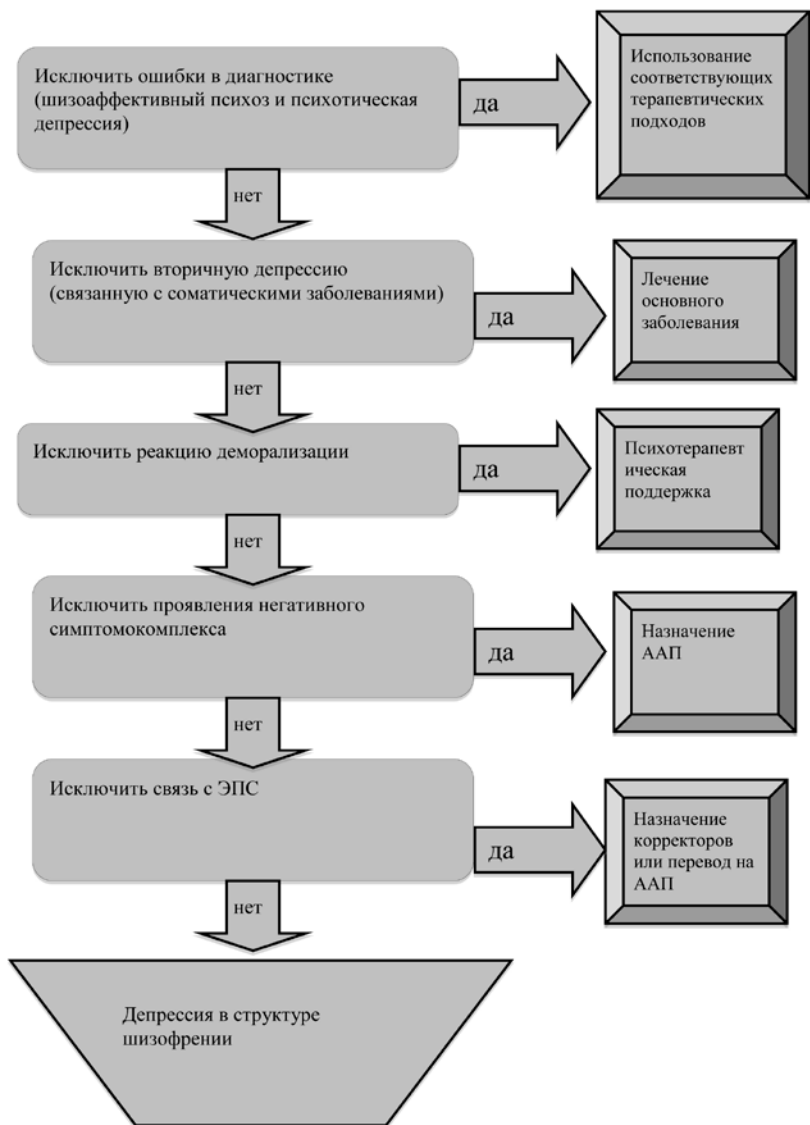 Исключить ошибки в диагностике
(шизоаффективный психоз и психотическая
депрессия)
да
Использование
соответствующих
терапевтических
подходов
нет
Исключить вторичную депрессию
(связанную с соматическими заболеваниями)
да
Лечение
основного
заболевания
нет
Исключить реакцию деморализации
да
Психотерапевт
ическая
поддержка
нет
Исключить проявления негативного
симптомокомплекса
да
Назначение
ААП
нет
Исключить связь с ЭПС
да
Назначение
корректоров
или перевод на
ААП
нет
Депрессия в структуре
шизофрении